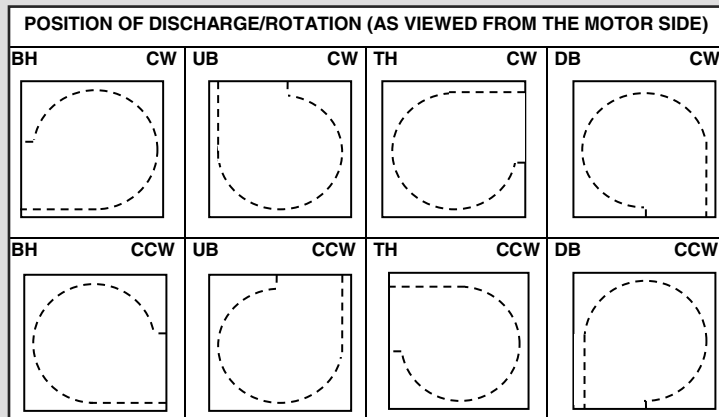 POSITION OF DISCHARGE/ROTATION (AS VIEWED FROM THE MOTOR SIDE)
BH CW UB CW TH CW DB CW
BH CCW UB CCW TH CCW DB CCW